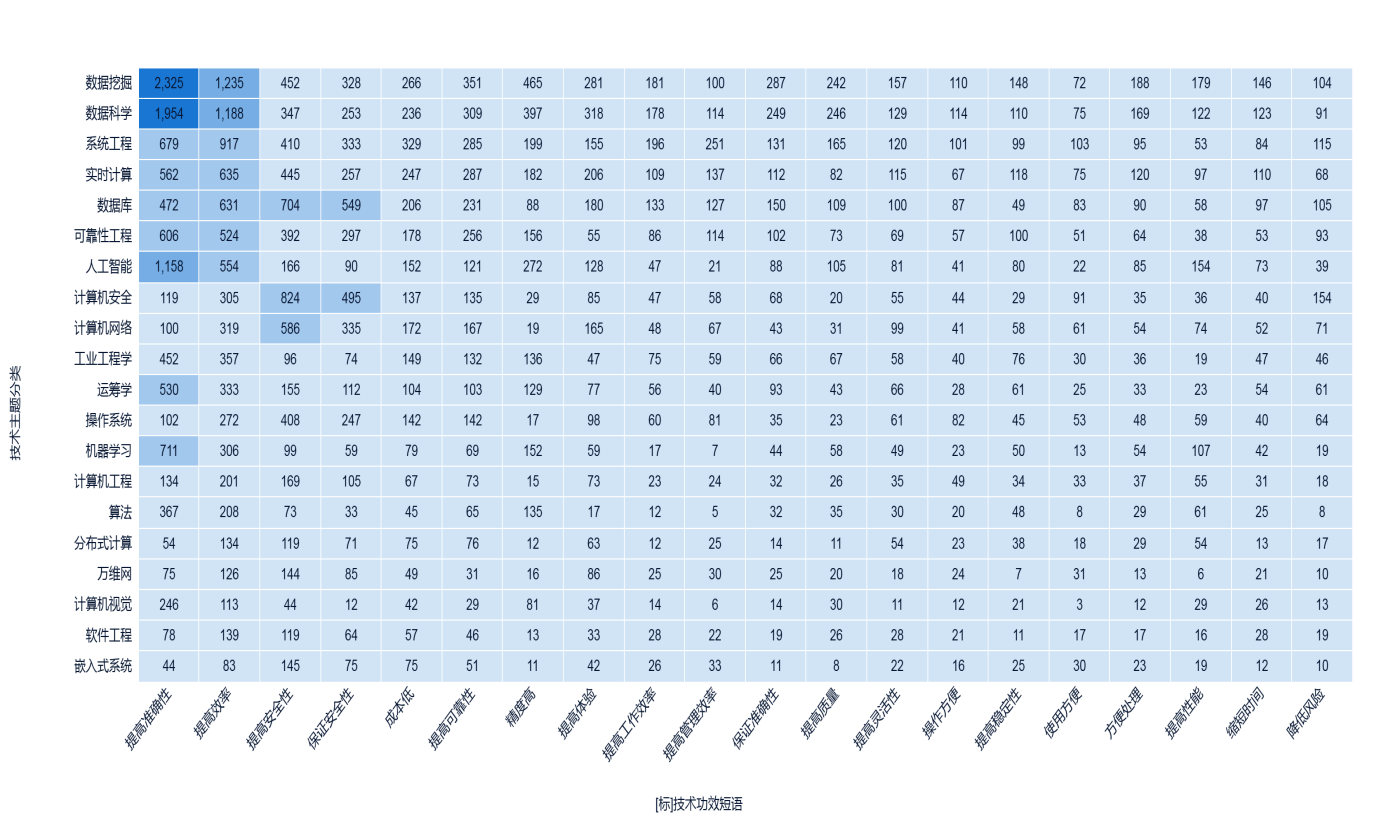 数据挖掘 2,325 1,235 452 328 266 351 465 281 181 100 287 242 157 110 148 72 188 179 146 104
数据科学 1,954 1,188 347 253 236 309 397 318 178 114 249 246 129 114 110 75 169 122 123 91
系统工程 679 917 410 333 329 285 199 155 196 251 131 165 120 101 99 103 95 53 84 115
实时计算 562 635 445 257 247 287 182 206 109 137 112 82 115 67 118 75 120 97 110 68
数据库 472 631 704 549 206 231 88 180 133 127 150 109 100 87 49 83 90 58 97 105
可靠性工程 606 524 392 297 178 256 156 55 86 114 102 73 69 57 100 51 64 38 53 93
人工智能 1,158 554 166 90 152 121 272 128 47 21 88 105 81 41 80 22 85 154 73 39
计算机安全 119 305 824 495 137 135 29 85 47 58 68 20 55 44 29 91 35 36 40 154
计算机网络 100 319 586 335 172 167 19 165 48 67 43 31 99 41 58 61 54 74 52 71
工业工程学 452 357 96 74 149 132 136 47 75 59 66 67 58 40 76 30 36 19 47 46
运筹学 530 333 155 112 104 103 129 77 56 40 93 43 66 28 61 25 33 23 54 61
操作系统 102 272 408 247 142 142 17 98 60 81 35 23 61 82 45 53 48 59 40 64
机器学习 711 306 99 59 79 69 152 59 17 7 44 58 49 23 50 13 54 107 42 19
计算机工程 134 201 169 105 67 73 15 73 23 24 32 26 35 49 34 33 37 55 31 18
算法 367 208 73 33 45 65 135 17 12 5 32 35 30 20 48 8 29 61 25 8
分布式计算 54 134 119 71 75 76 12 63 12 25 14 11 54 23 38 18 29 54 13 17
万维网 75 126 144 85 49 31 16 86 25 30 25 20 18 24 7 31 13 6 21 10
计算机视觉 246 113 44 12 42 29 81 37 14 6 14 30 11 12 21 3 12 29 26 13
软件工程 78 139 119 64 57 46 13 33 28 22 19 26 28 21 11 17 17 16 28 19
嵌入式系统 44 83 145 75 75 51 11 42 26 33 11 8 22 16 25 30 23 19 12 10
提高准确性 提高效率 提高安全性 保证安全性 成本低 提高可靠性 精度高 提高体验 提高工作效率 提高管理效率 保证准确性 提高质量 提高灵活性 操作方便 提高稳定性 使用方便 方便处理 提高性能 缩短时间 降低风险
技术主题分类
[标]技术功效短语